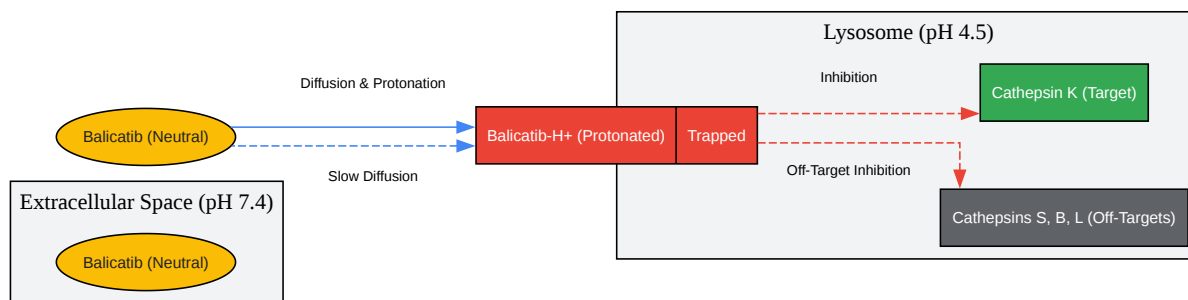 Lysosome (pH 4.5)
Diffusion & Protonation
Inhibition
Cathepsin K (Target)
Balicatib (Neutral)
Balicatib-H+ (Protonated)
Trapped
Slow Diffusion
Off-Target Inhibition
Extracellular Space (pH 7.4)
Cathepsins S, B, L (Off-Targets)
Balicatib (Neutral)